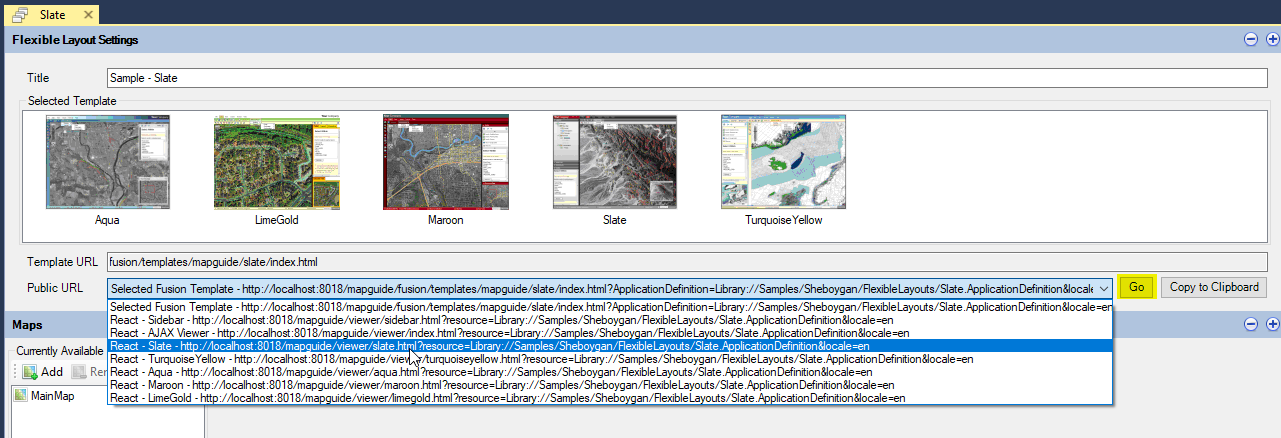 Slate
Flexible Layout Settings
Title
Sample - Slate
Selected Template
Aqua
LimeGold
Maroon
Slate
TurquoiseYellow
Template URL
fusion/templates/mapguide/slate/index.html
Public URL
Selected Fusion Template - http://localhost:8018/mapguide/fusion/templates/mapguide/slate/index.html?ApplicationDefinition=Library://Samples/Sheboygan/FlexibleLayouts/Slate.ApplicationDefinition&locale
Go
Copy to Clipboard
Selected Fusion Template - http://localhost:8018/mapguide/fusion/templates/mapguide/slate/index.html?ApplicationDefinition=Library://Samples/Sheboygan/FlexibleLayouts/Slate.ApplicationDefinition&locale=en
React - Sidebar - http://localhost:8018/mapguide/viewer/sidebar.html?resource=Library://Samples/Sheboygan/FlexibleLayouts/Slate.ApplicationDefinition&locale=en
React - AJAX Viewer - http://localhost:8018/mapguide/viewer/index.html?resource=Library://Samples/Sheboygan/FlexibleLayouts/Slate.ApplicationDefinition&locale=en
React - Slate - http://localhost:8018/mapguide/viewer/slate.html?resource=Library://Samples/Sheboygan/FlexibleLayouts/Slate.ApplicationDefinition&locale=en
React - TurquoiseYellow - http://localhost:8018/mapguide/viewer/turquoiseyellow.html?resource=Library://Samples/Sheboygan/FlexibleLayouts/Slate.ApplicationDefinition&locale=en
React - Aqua - http://localhost:8018/mapguide/viewer/aqua.html?resource=Library://Samples/Sheboygan/FlexibleLayouts/Slate.ApplicationDefinition&locale=en
React - Maroon - http://localhost:8018/mapguide/viewer/maroon.html?resource=Library://Samples/Sheboygan/FlexibleLayouts/Slate.ApplicationDefinition&locale=en
React - LimeGold - http://localhost:8018/mapguide/viewer/limegold.html?resource=Library://Samples/Sheboygan/FlexibleLayouts/Slate.ApplicationDefinition&locale=en
Maps
Currently Available
Add
Rem
MainMap